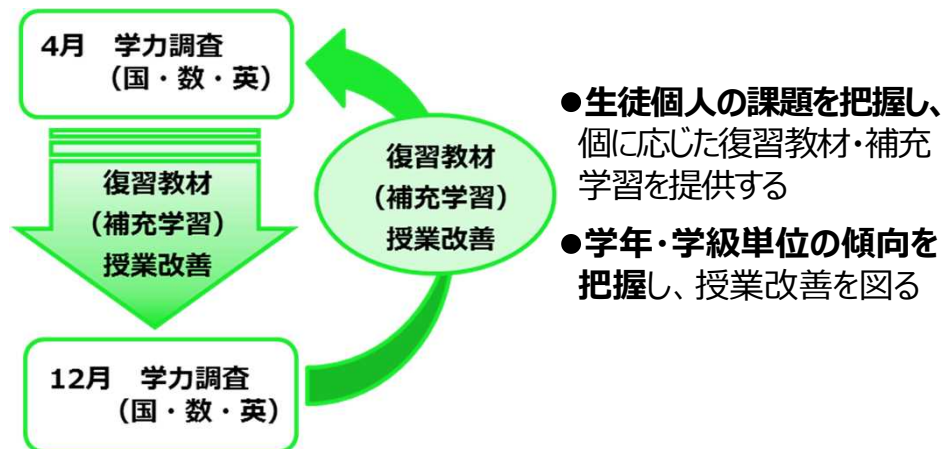 4月 学力調査
(国・数・英)
復習教材
(補充学習)
授業改善
12月 学力調査
(国・数・英)
復習教材
(補充学習)
授業改善
●生徒個人の課題を把握し、
個に応じた復習教材・補充
学習を提供する
●学年・学級単位の傾向を
把握し、授業改善を図る